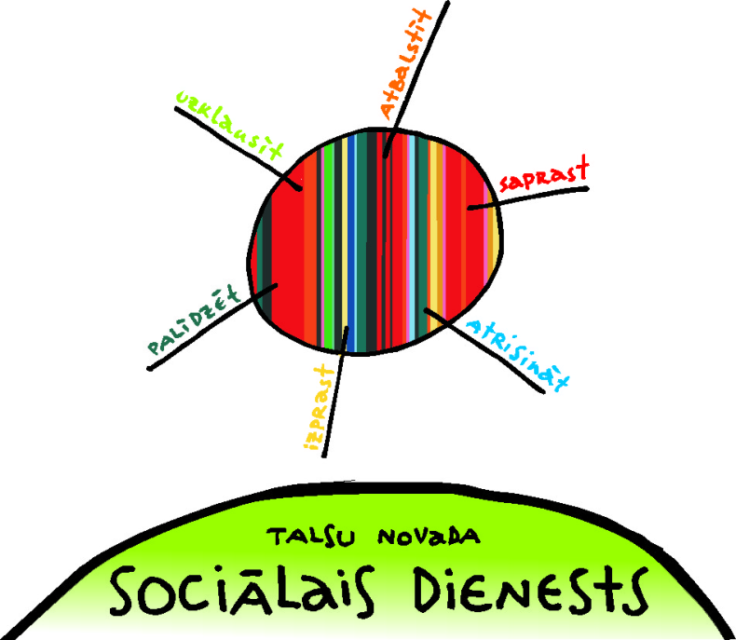 ATBALSTĪT
uzklausīt
saprast
PALĪDZĒT
ATRISINĀT
izPRAST
TALSU NOVADA
SOCIĀLAIS DIENESTS